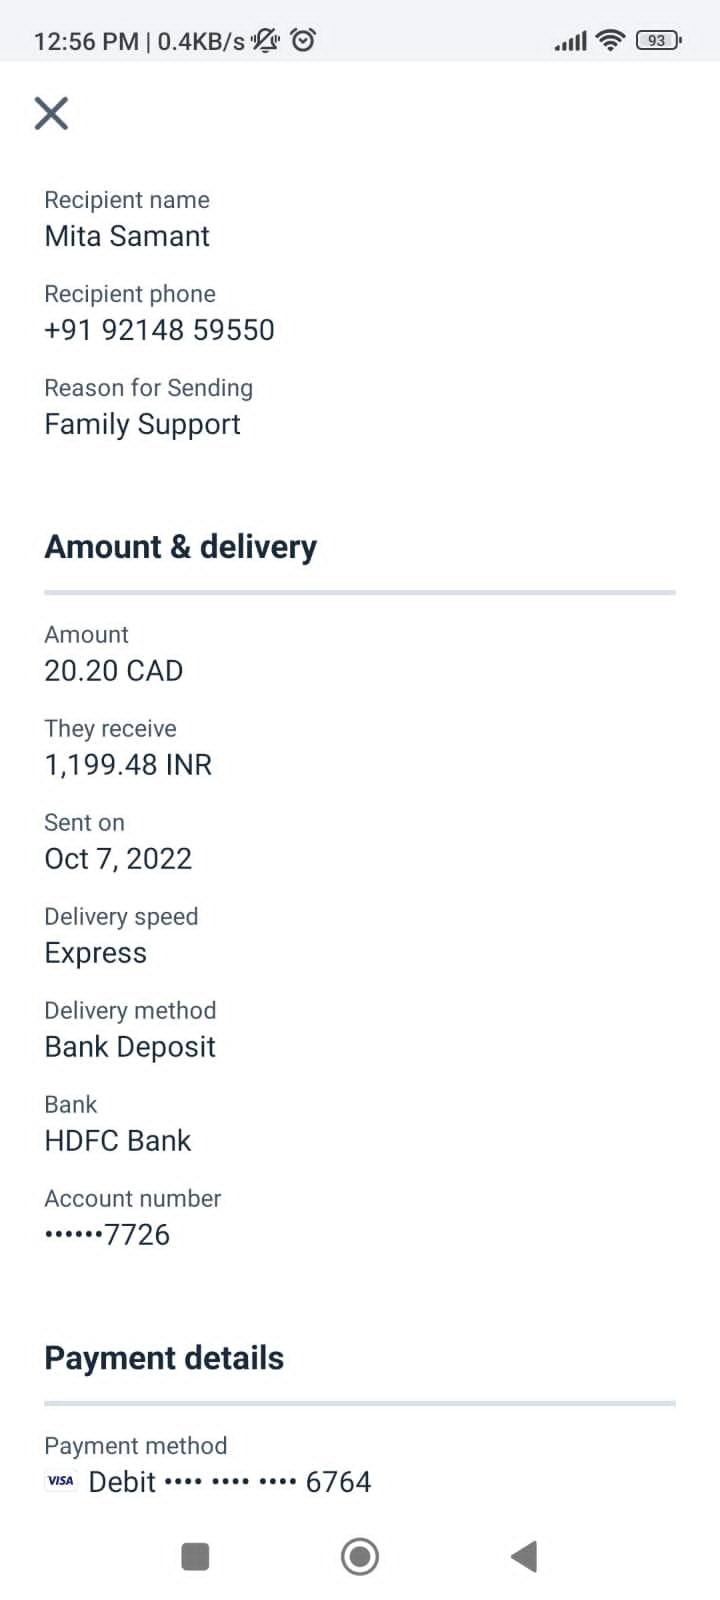 12:56 PM | 0.4KB/s
93
Recipient name
Mita Samant
Recipient phone
+91 92148 59550
Reason for Sending
Family Support
Amount & delivery
Amount
20.20 CAD
They receive
1,199.48 INR
Sent on
Oct 7, 2022
Delivery speed
Express
Delivery method
Bank Deposit
Bank
HDFC Bank
Account number
••••••7726
Payment details
Payment method
VISA Debit •••• •••• •••• 6764